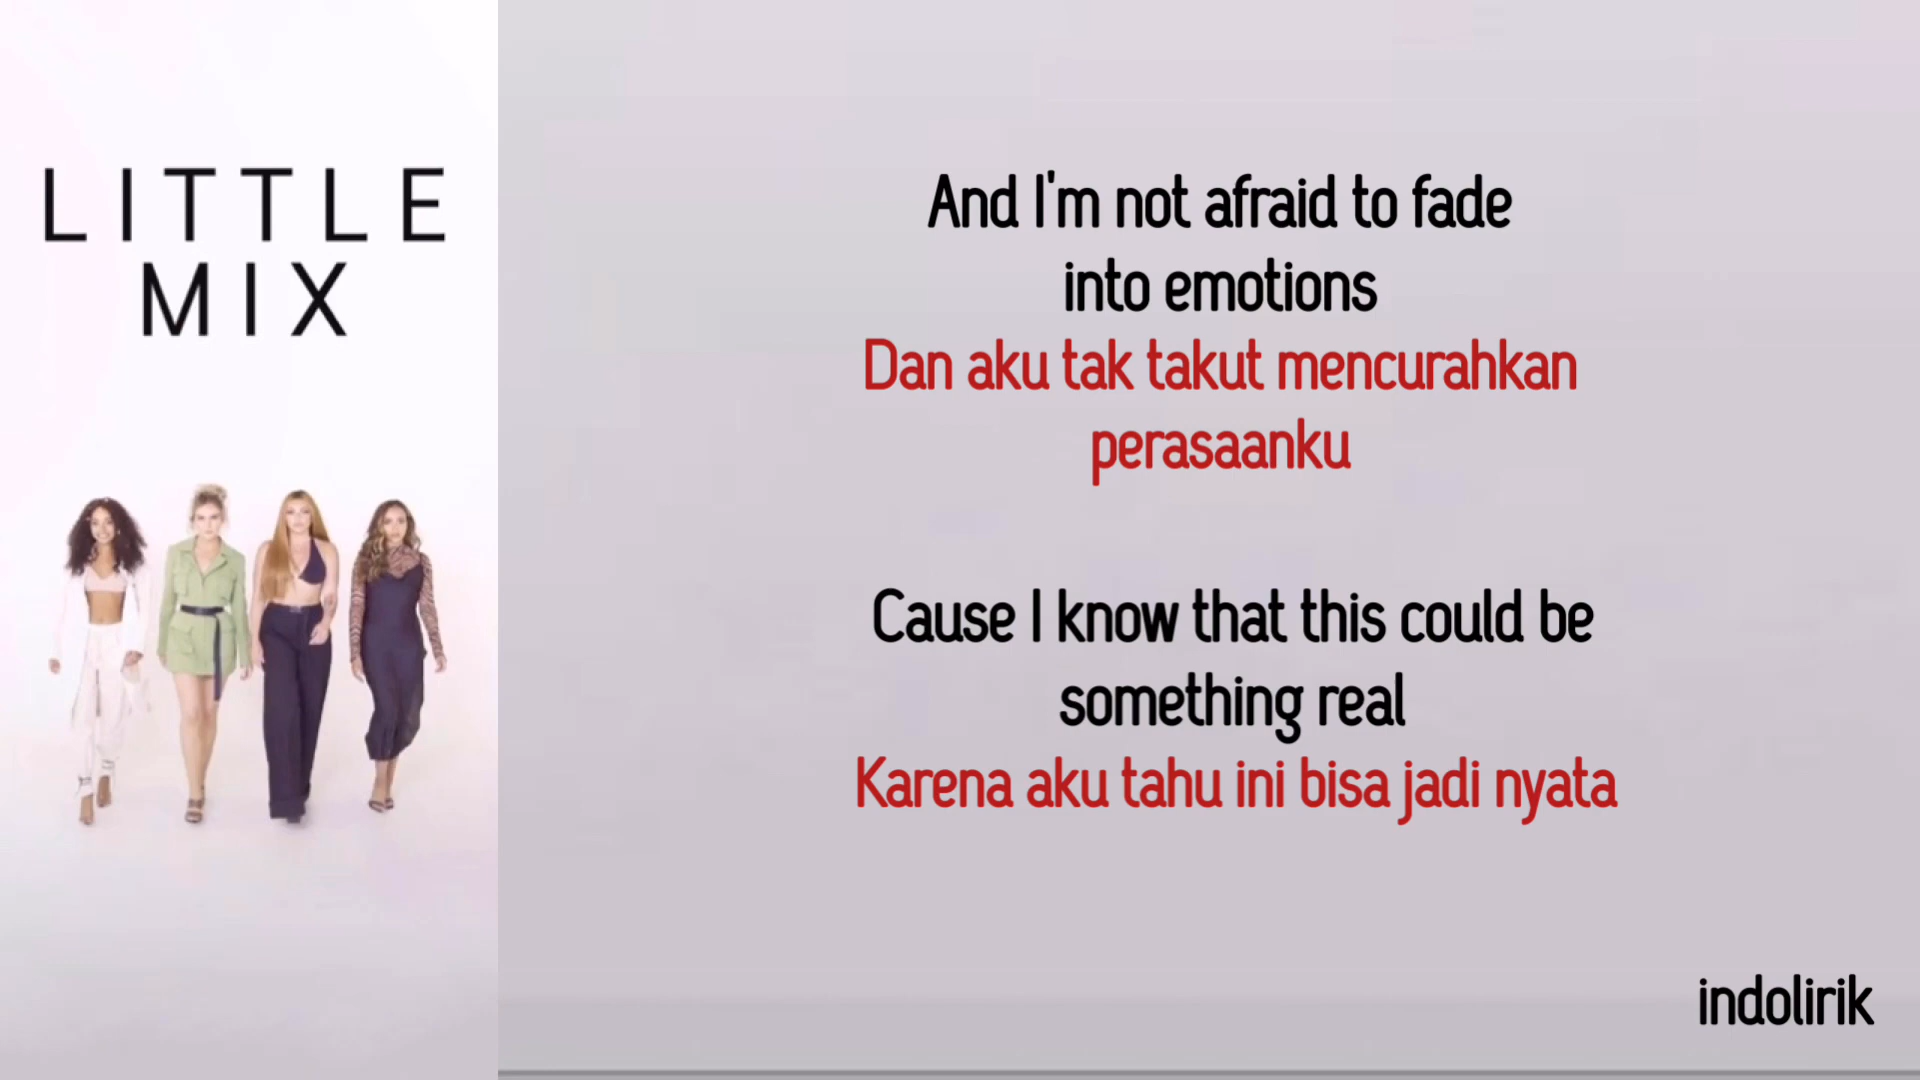 LITTLE
MIX
And I'm not afraid to fade
into emotions
Dan aku tak takut mencurahkan
perasaanku
Cause I know that this could be
something real
Karena aku tahu ini bisa jadi nyata
indolirik